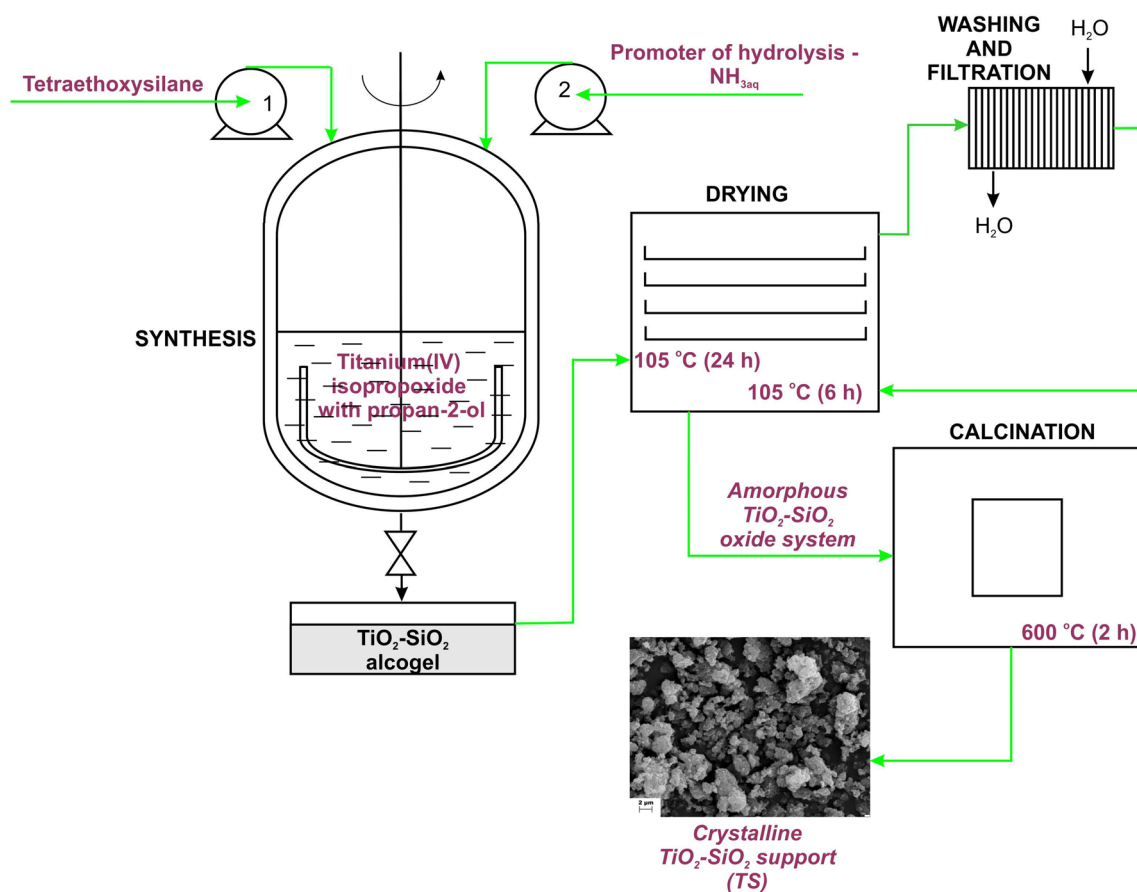 Tetraethoxysilane
1
2
Promoter of hydrolysis -
NH₃aq
WASHING
AND
FILTRATION
H₂O
H₂O
DRYING
105 °C (24 h)
105 °C (6 h)
SYNTHESIS
Titanium(IV)
isopropoxide
with propan-2-ol
TiO₂-SiO₂
alcogel
Amorphous
TiO₂-SiO₂
oxide system
CALCINATION
600 °C (2 h)
2 µm
Crystalline
TiO₂-SiO₂ support
(TS)